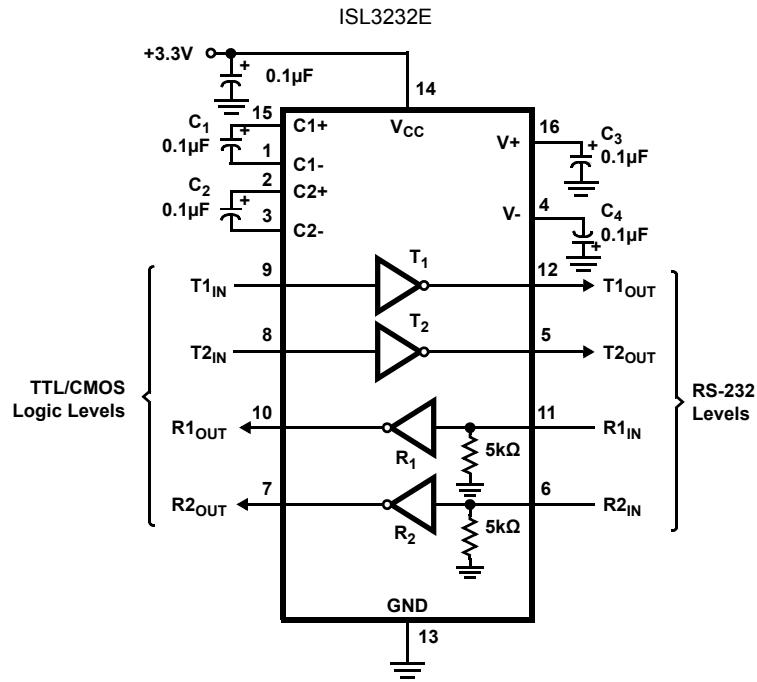 ISL3232E
+3.3V
+
0.1µF
14
15
C1+
VCC
16
C1
0.1µF
+
V+
+
C3
0.1µF
1
C1-
2
C2+
C2
0.1µF
+
4
V-
C4
0.1µF
+
3
C2-
T1IN
9
T1
12
T1OUT
T2IN
8
T2
5
T2OUT
TTL/CMOS
Logic Levels
RS-232
Levels
R1OUT
10
R1
11
R1IN
5kΩ
R2OUT
7
R2
6
R2IN
5kΩ
GND
13